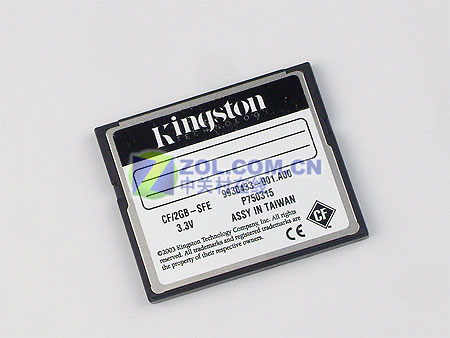 Kingston
TECHNOLOGY
ZOL.COM.CN
中关村在线
CF/2GB-SFE 9930433-001.A00
3.3V P750315
ASSY IN TAIWAN
©2003 Kingston Technology Company, Inc. All rights
reserved. All and registered trademarks are
the property of their respective owners.
CF
CE